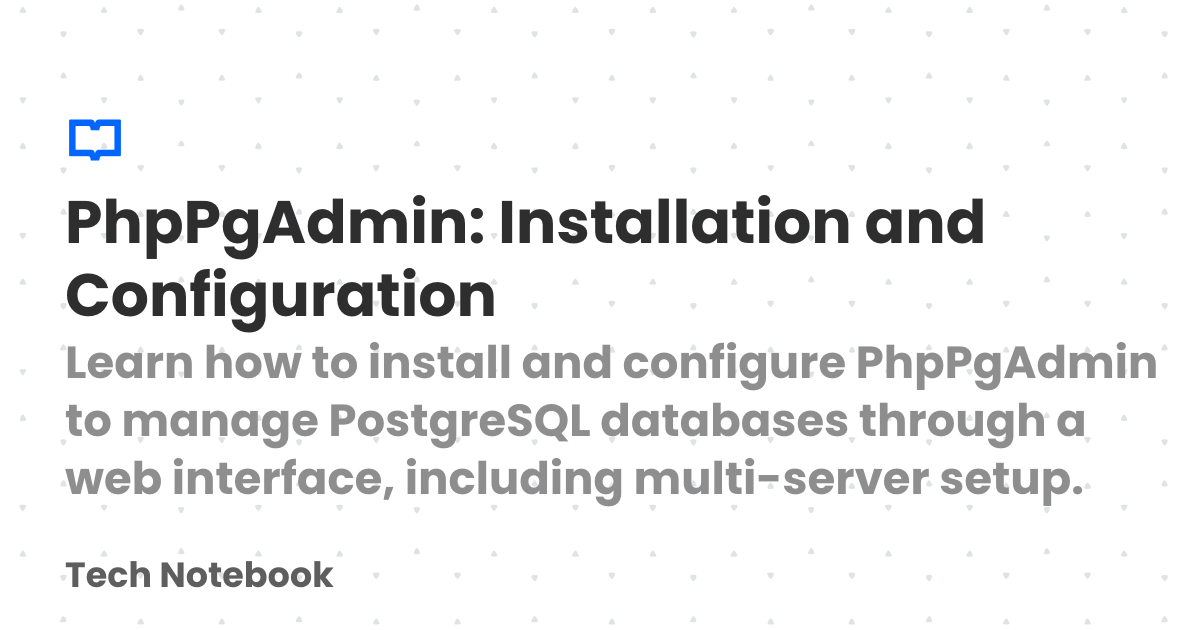 PhpPgAdmin: Installation and
Configuration
Learn how to install and configure PhpPgAdmin
to manage PostgreSQL databases through a
web interface, including multi-server setup.
Tech Notebook